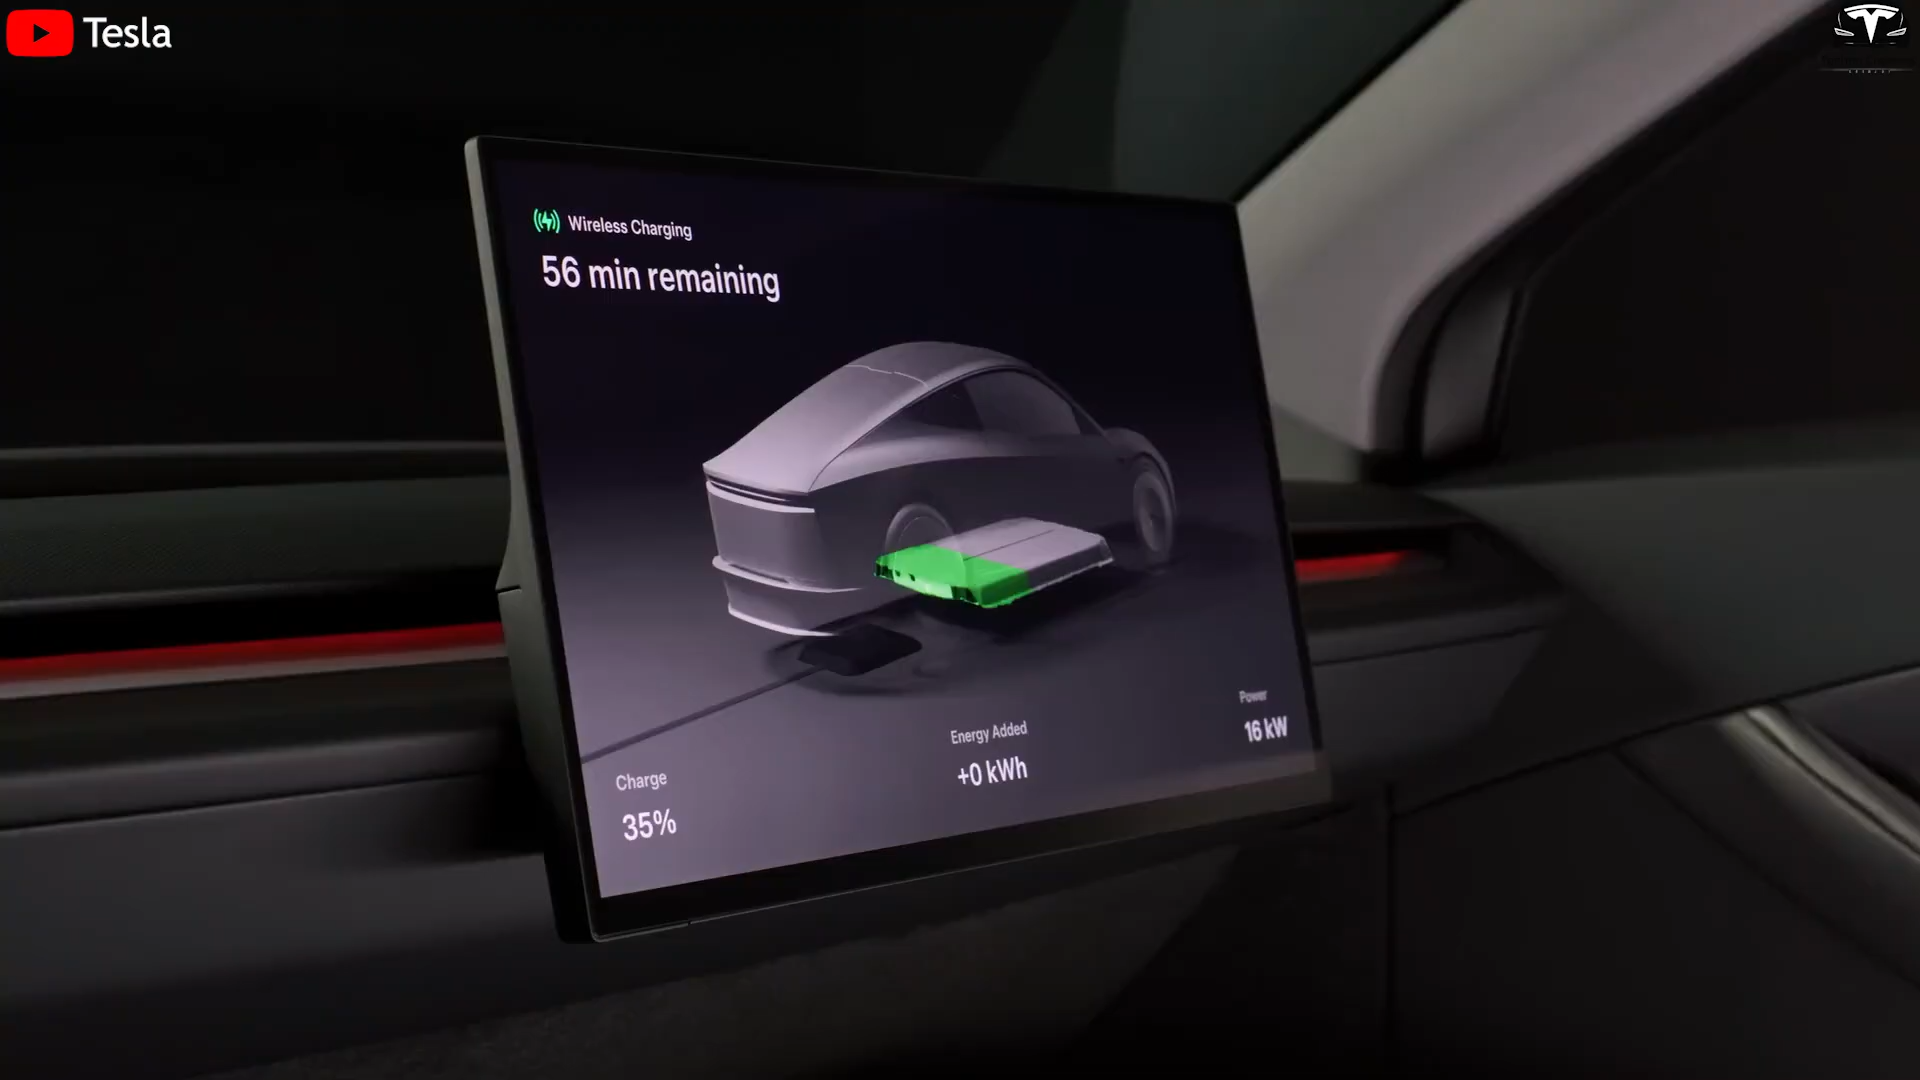 Tesla
Wireless Charging
56 min remaining
Charge
35%
Energy Added
+0 kWh
Power
16 kW